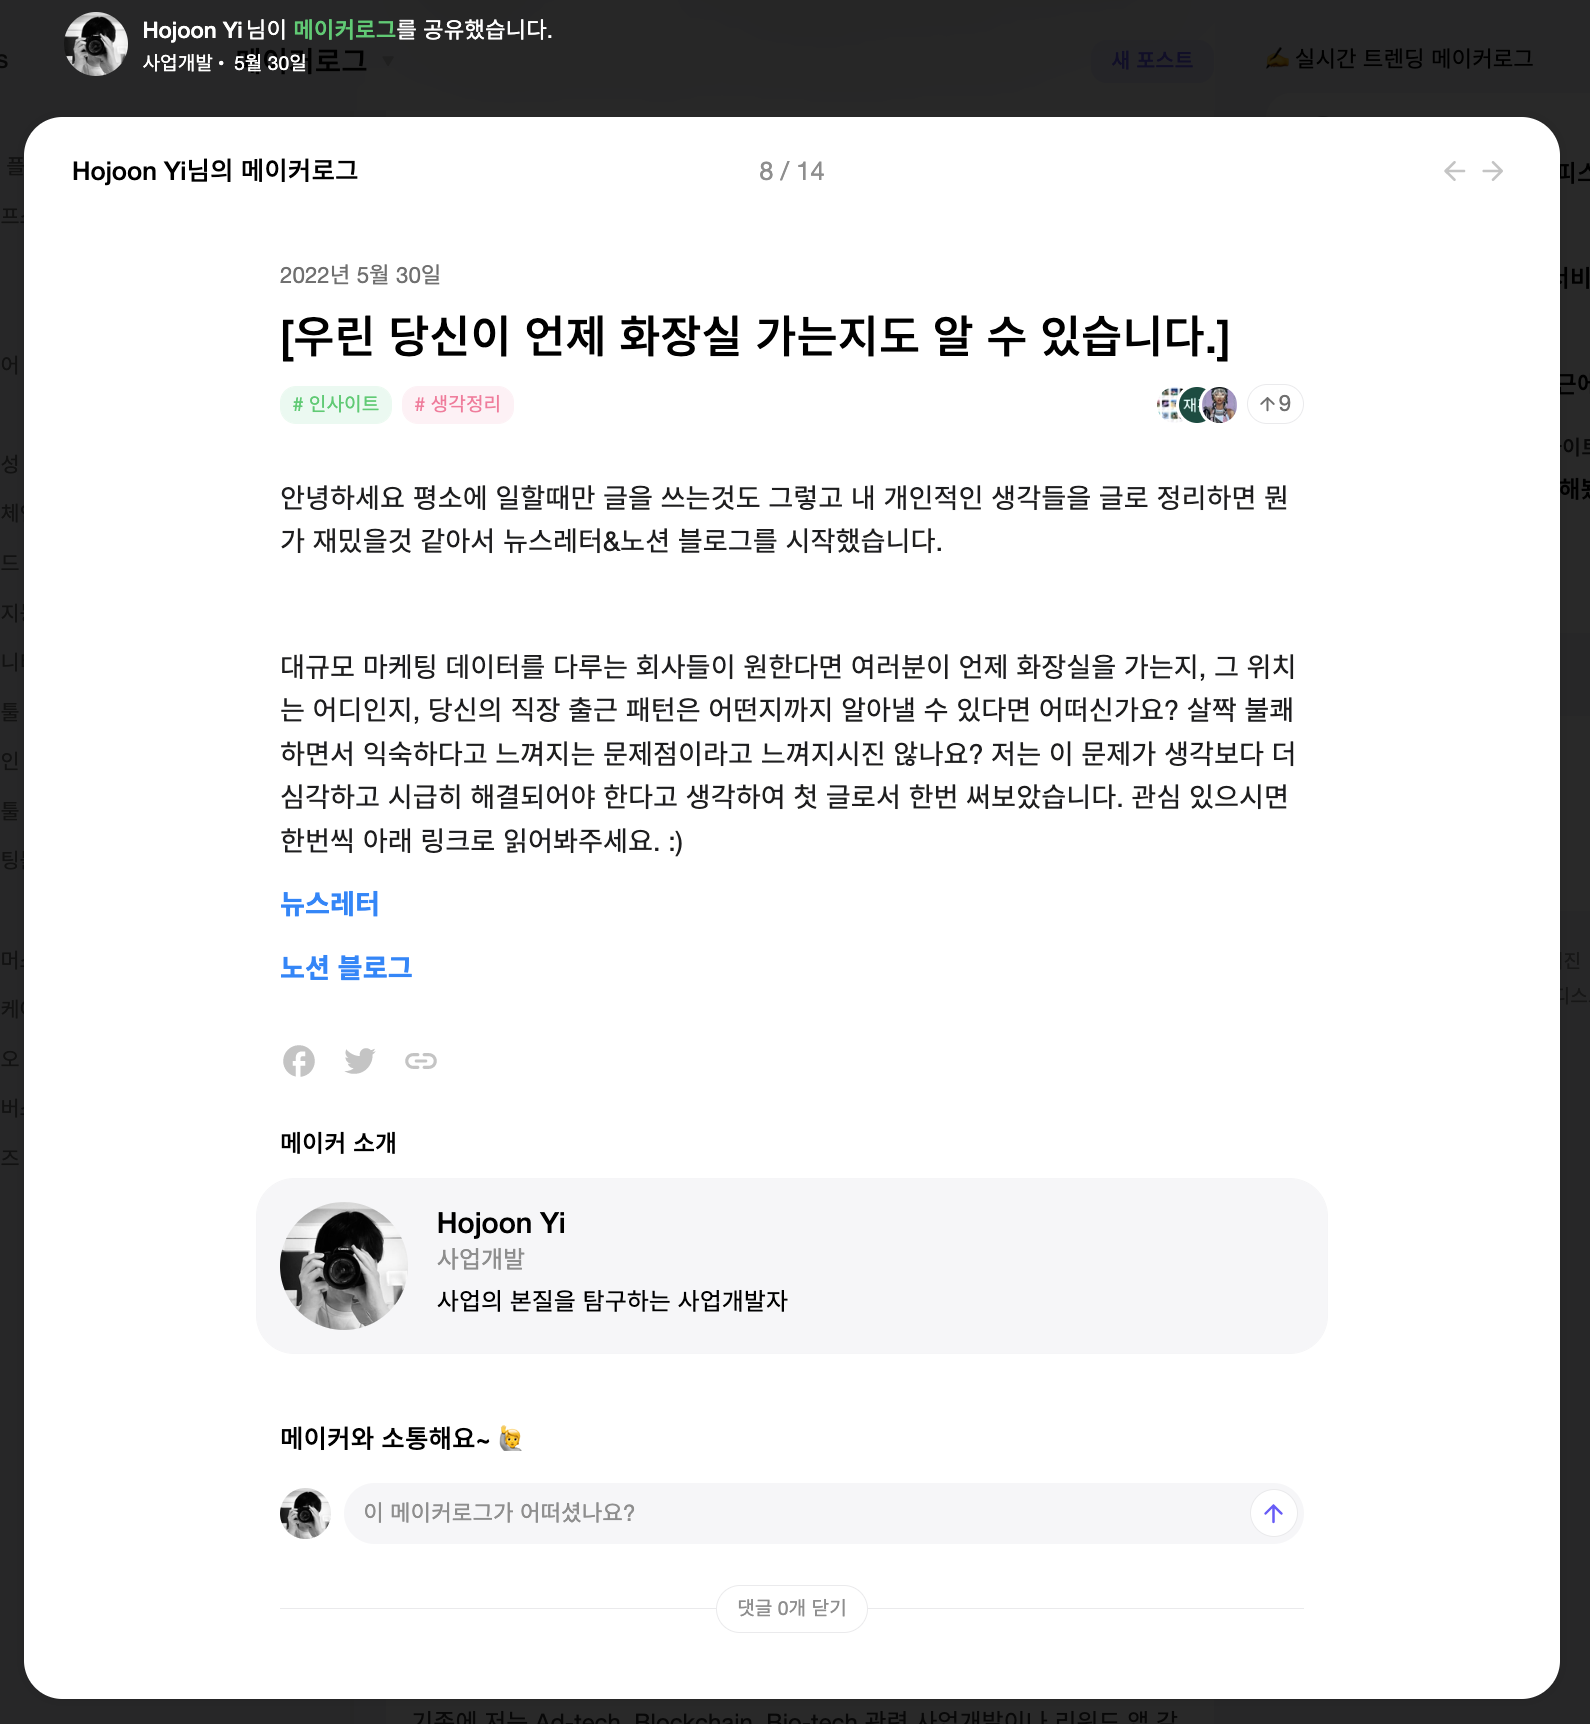 Hojoon Yi님이 메이커로그를 공유했습니다.
사업개발 • 5월 30일
새 포스트
✍️ 실시간 트렌딩 메이커로그
Hojoon Yi님의 메이커로그
8 / 14
2022년 5월 30일
[우린 당신이 언제 화장실 가는지도 알 수 있습니다.]
# 인사이트
# 생각정리
↑9
안녕하세요 평소에 일할때만 글을 쓰는것도 그렇고 내 개인적인 생각들을 글로 정리하면 뭔
가 재밌을것 같아서 뉴스레터&노션 블로그를 시작했습니다.
대규모 마케팅 데이터를 다루는 회사들이 원한다면 여러분이 언제 화장실을 가는지, 그 위치
는 어디인지, 당신의 직장 출근 패턴은 어떤지까지 알아낼 수 있다면 어떠신가요? 살짝 불쾌
하면서 익숙하다고 느껴지는 문제점이라고 느껴지시진 않나요? 저는 이 문제가 생각보다 더
심각하고 시급히 해결되어야 한다고 생각하여 첫 글로서 한번 써보았습니다. 관심 있으시면
한번씩 아래 링크로 읽어봐주세요. :)
뉴스레터
노션 블로그
메이커 소개
Hojoon Yi
사업개발
사업의 본질을 탐구하는 사업개발자
메이커와 소통해요~ 🙋
이 메이커로그가 어떠셨나요?
댓글 0개 닫기
기존에 저는 Ad-tech, Blockchain, Bio-tech 관련 사업개발이나 리워드 앱 같